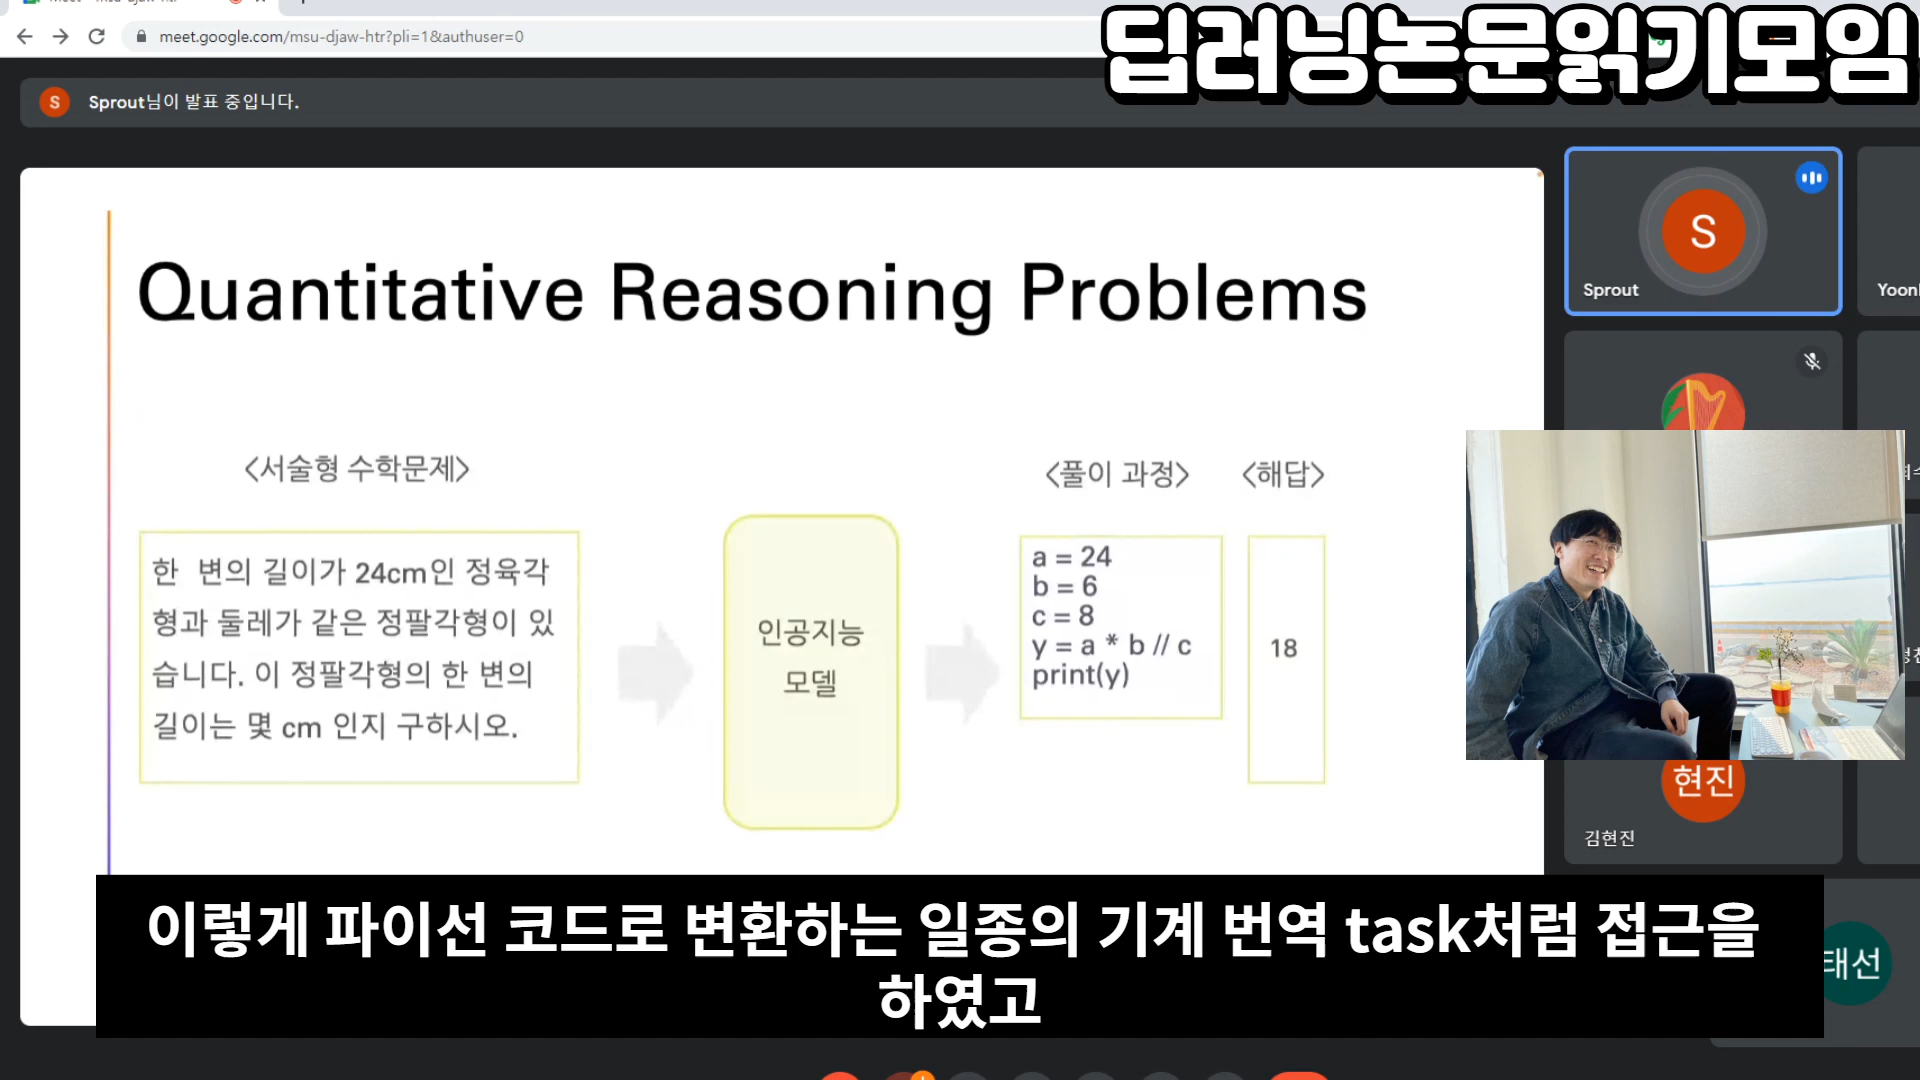 meet.google.com/msu-djaw-htr?pli=1&authuser=0
딥러닝논문읽기모임
S
Sprout님이 발표 중입니다.
Quantitative Reasoning Problems
<서술형 수학문제>
한 변의 길이가 24cm인 정육각
형과 둘레가 같은 정팔각형이 있
습니다. 이 정팔각형의 한 변의
길이는 몇 cm 인지 구하시오.
인공지능
모델
<풀이 과정>
a = 24
b = 6
c = 8
y = a * b // c
print(y)
<해답>
18
S
Sprout
현진
김현진
태선
이렇게 파이선 코드로 변환하는 일종의 기계 번역 task처럼 접근을
하였고